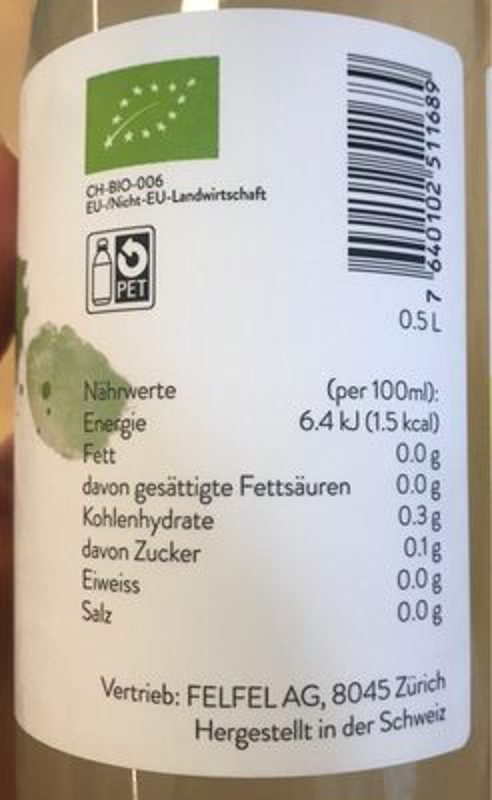 CH-BIO-006
EU-/Nicht-EU-Landwirtschaft
PET
7 640102 511689
0.5 L
Nährwerte (per 100ml):
Energie 6.4 kJ (1.5 kcal)
Fett 0.0 g
davon gesättigte Fettsäuren 0.0 g
Kohlenhydrate 0.3 g
davon Zucker 0.1 g
Eiweiss 0.0 g
Salz 0.0 g
Vertrieb: FELFEL AG, 8045 Zürich
Hergestellt in der Schweiz